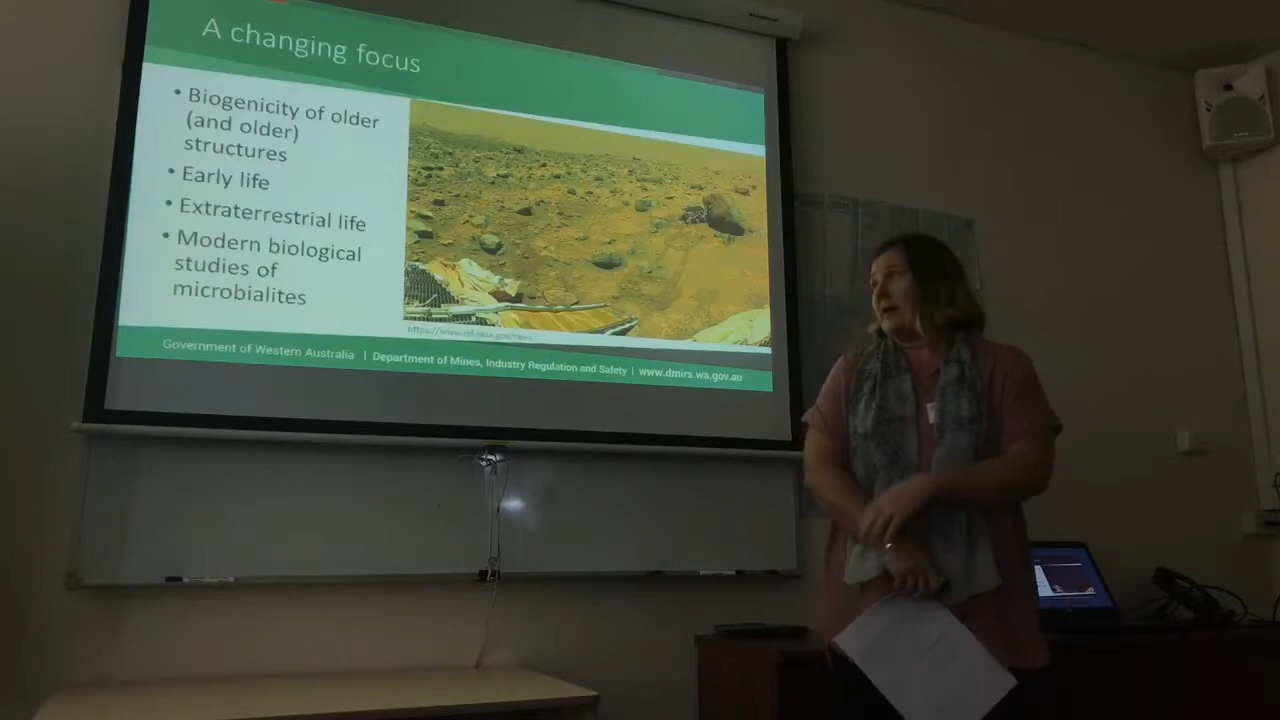 A changing focus
• Biogenicity of older
(and older)
structures
• Early life
• Extraterrestrial life
• Modern biological
studies of
microbialites
Government of Western Australia | Department of Mines, Industry Regulation and Safety | www.dmirs.wa.gov.au